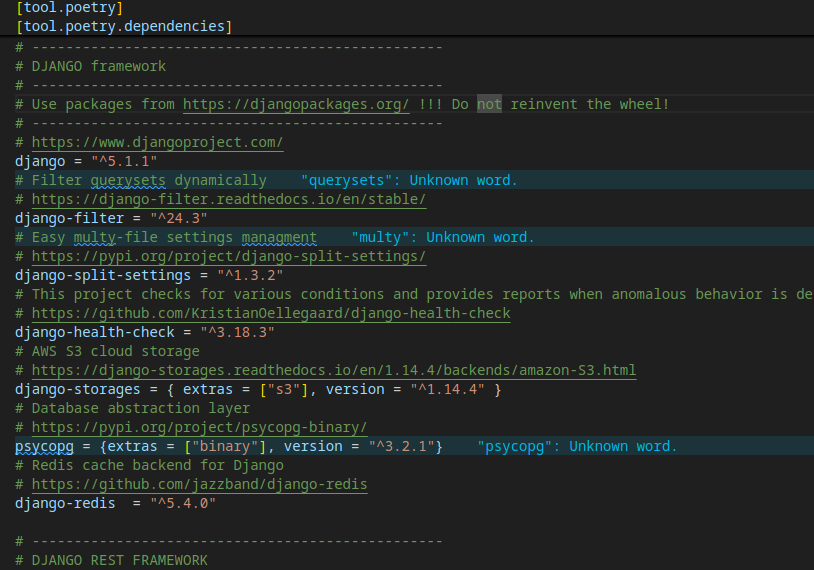 [tool.poetry]
[tool.poetry.dependencies]
# -------------------------------------------------
# DJANGO framework
# -------------------------------------------------
# Use packages from https://djangopackages.org/ !!! Do not reinvent the wheel!
# -------------------------------------------------
# https://www.djangoproject.com/
django = "^5.1.1"
# Filter querysets dynamically    "querysets": Unknown word.
# https://django-filter.readthedocs.io/en/stable/
django-filter = "^24.3"
# Easy multy-file settings managment    "multy": Unknown word.
# https://pypi.org/project/django-split-settings/
django-split-settings = "^1.3.2"
# This project checks for various conditions and provides reports when anomalous behavior is de
# https://github.com/KristianOellegaard/django-health-check
django-health-check = "^3.18.3"
# AWS S3 cloud storage
# https://django-storages.readthedocs.io/en/1.14.4/backends/amazon-S3.html
django-storages = { extras = ["s3"], version = "^1.14.4" }
# Database abstraction layer
# https://pypi.org/project/psycopg-binary/
psycopg = {extras = ["binary"], version = "^3.2.1"}    "psycopg": Unknown word.
# Redis cache backend for Django
# https://github.com/jazzband/django-redis
django-redis  = "^5.4.0"
# -------------------------------------------------
# DJANGO REST FRAMEWORK